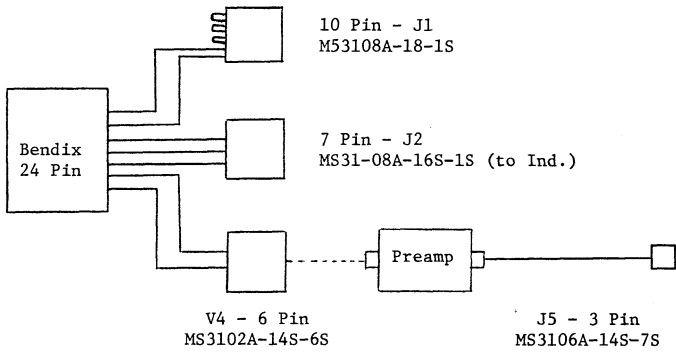 10 Pin - J1
M53108A-18-1S
Bendix
24 Pin
7 Pin - J2
MS31-08A-16S-1S (to Ind.)
Preamp
V4 - 6 Pin
MS3102A-14S-6S
J5 - 3 Pin
MS3106A-14S-7S